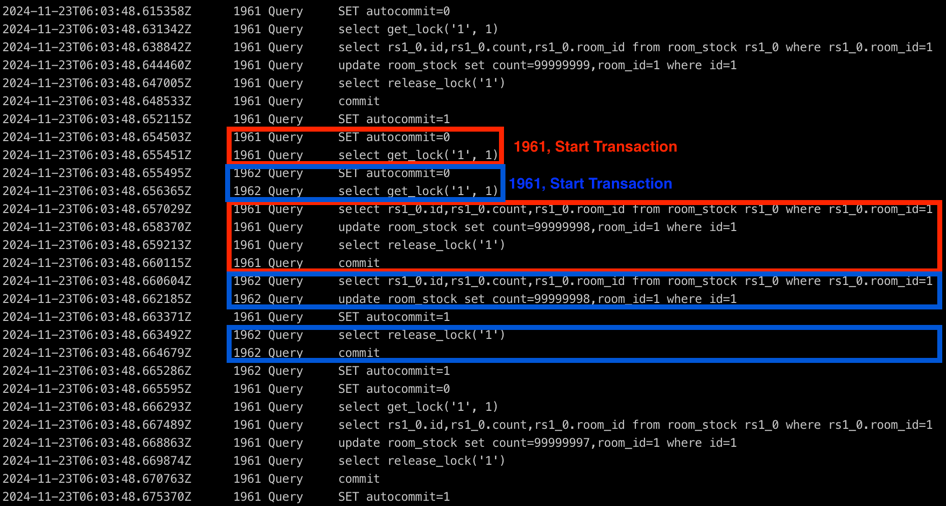 2024-11-23T06:03:48.615358Z 1961 Query SET autocommit=0
2024-11-23T06:03:48.631342Z 1961 Query select get_lock('1', 1)
2024-11-23T06:03:48.638842Z 1961 Query select rs1_0.id,rs1_0.count,rs1_0.room_id from room_stock rs1_0 where rs1_0.room_id=1
2024-11-23T06:03:48.644460Z 1961 Query update room_stock set count=99999999,room_id=1 where id=1
2024-11-23T06:03:48.647005Z 1961 Query select release_lock('1')
2024-11-23T06:03:48.648533Z 1961 Query commit
2024-11-23T06:03:48.652115Z 1961 Query SET autocommit=1
2024-11-23T06:03:48.654503Z 1961 Query SET autocommit=0
1961, Start Transaction
2024-11-23T06:03:48.655451Z 1961 Query select get_lock('1', 1)
2024-11-23T06:03:48.655495Z 1962 Query SET autocommit=0
1961, Start Transaction
2024-11-23T06:03:48.656365Z 1962 Query select get_lock('1', 1)
2024-11-23T06:03:48.657029Z 1961 Query select rs1_0.id,rs1_0.count,rs1_0.room_id from room_stock rs1_0 where rs1_0.room_id=1
2024-11-23T06:03:48.658370Z 1961 Query update room_stock set count=99999998,room_id=1 where id=1
2024-11-23T06:03:48.659213Z 1961 Query select release_lock('1')
2024-11-23T06:03:48.660115Z 1961 Query commit
2024-11-23T06:03:48.660604Z 1962 Query select rs1_0.id,rs1_0.count,rs1_0.room_id from room_stock rs1_0 where rs1_0.room_id=1
2024-11-23T06:03:48.662185Z 1962 Query update room_stock set count=99999998,room_id=1 where id=1
2024-11-23T06:03:48.663371Z 1961 Query SET autocommit=1
2024-11-23T06:03:48.663492Z 1962 Query select release_lock('1')
2024-11-23T06:03:48.664679Z 1962 Query commit
2024-11-23T06:03:48.665286Z 1962 Query SET autocommit=1
2024-11-23T06:03:48.665595Z 1961 Query SET autocommit=0
2024-11-23T06:03:48.666293Z 1961 Query select get_lock('1', 1)
2024-11-23T06:03:48.667489Z 1961 Query select rs1_0.id,rs1_0.count,rs1_0.room_id from room_stock rs1_0 where rs1_0.room_id=1
2024-11-23T06:03:48.668863Z 1961 Query update room_stock set count=99999997,room_id=1 where id=1
2024-11-23T06:03:48.669874Z 1961 Query select release_lock('1')
2024-11-23T06:03:48.670763Z 1961 Query commit
2024-11-23T06:03:48.675370Z 1961 Query SET autocommit=1